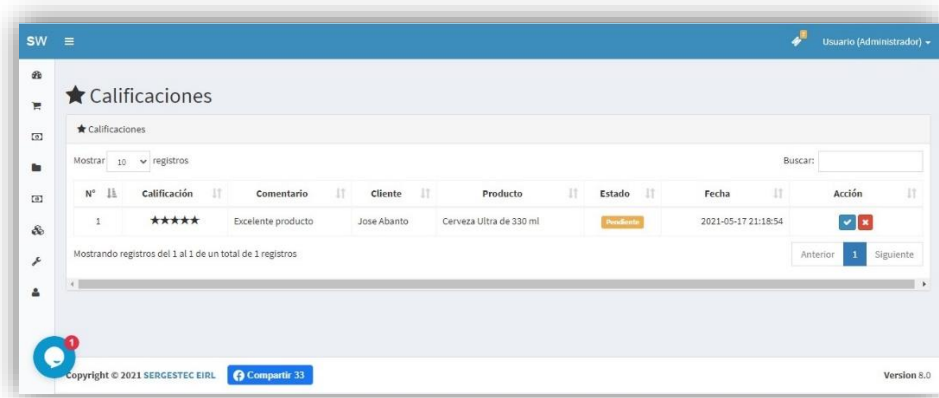 SW Usuario (Administrador)
Calificaciones
Calificaciones
Mostrar 10 registros Buscar:
N° Calificación Comentario Cliente Producto Estado Fecha Acción
1 ★★★★★ Excelente producto Jose Abanto Cerveza Ultra de 330 ml Pendiente 2021-05-17 21:18:54
Mostrando registros del 1 al 1 de un total de 1 registros Anterior 1 Siguiente
1
Copyright © 2021 SERGESTEC EIRL Compartir 33 Version 8.0